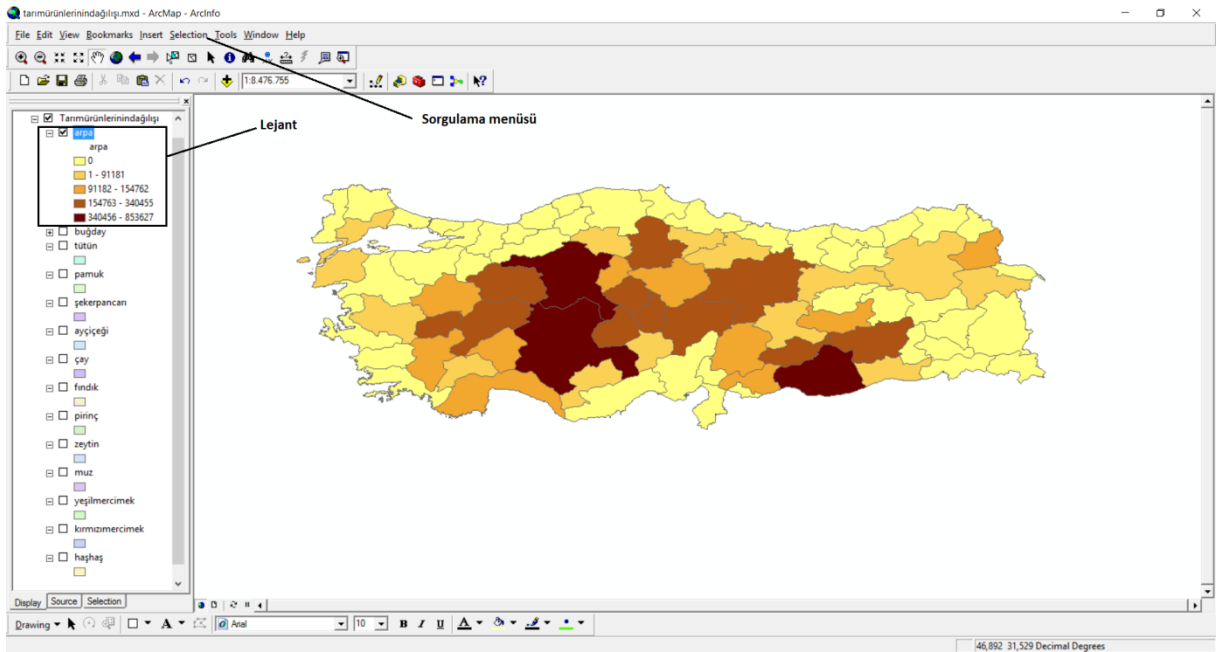 tarımürünlerinindağılışı.mxd - ArcMap - ArcInfo
File Edit View Bookmarks Insert Selection Tools Window Help
1:8.476.755
Tarımürünlerinindağılışı
arpa
arpa
0
1 - 91181
91182 - 154762
154763 - 340455
340456 - 853627
buğday
tütün
pamuk
şekerpancarı
ayçiçeği
çay
fındık
pirinç
zeytin
muz
yeşilmercimek
kırmızımercimek
haşhaş
Lejant
Sorgulama menüsü
Display Source Selection
Drawing A Arial 10 B I U A
46,892 31,529 Decimal Degrees